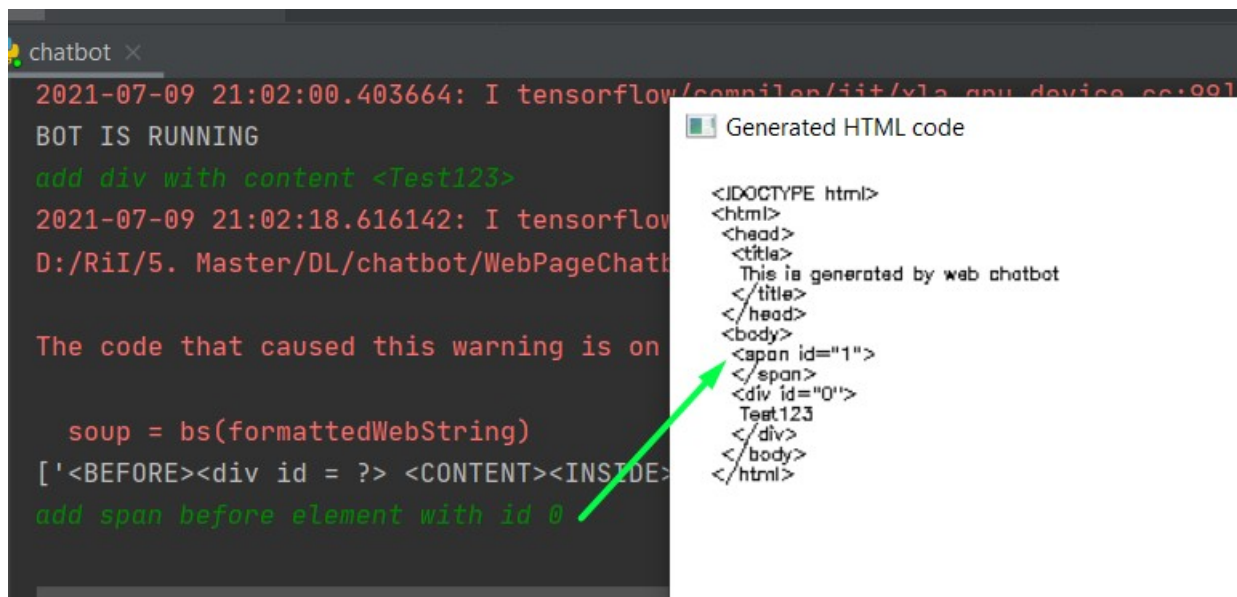 chatbot
2021-07-09 21:02:00.403664: I tensorflow/compiler/jit/xla_gpu_device.cc:99]
BOT IS RUNNING
add div with content <Test123>
2021-07-09 21:02:18.616142: I tensorflow
D:/RiI/5. Master/DL/chatbot/WebPageChatb
The code that caused this warning is on
soup = bs(formattedWebString)
['<BEFORE><div id = ?> <CONTENT><INSIDE>
add span before element with id 0
Generated HTML code
<!DOCTYPE html>
<html>
<head>
<title>
This is generated by web chatbot
</title>
</head>
<body>
<span id="1">
</span>
<div id="0">
Test123
</div>
</body>
</html>